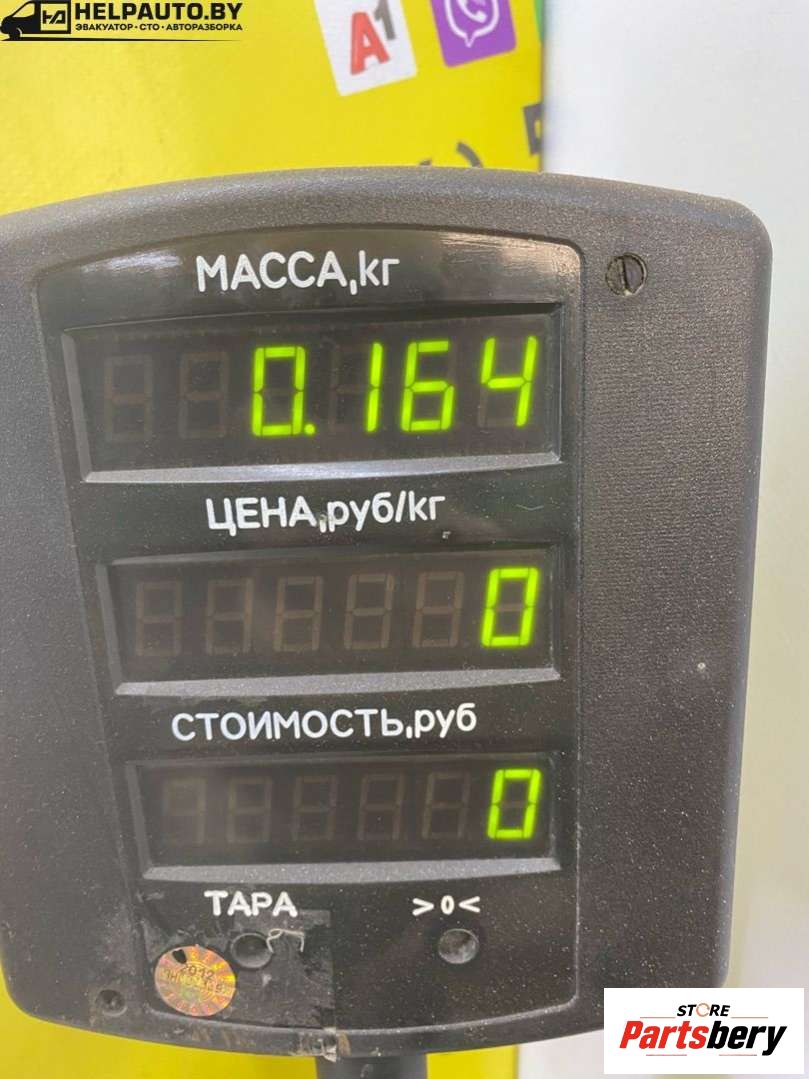 HELPAUTO.BY
ЭВАКУАТОР•СТО•АВТОРАЗБОРКА
A1
МАССА,кг
0.164
ЦЕНА,руб/кг
0
СТОИМОСТЬ,руб
0
ТАРА >0<
2012
STORE
Partsbery